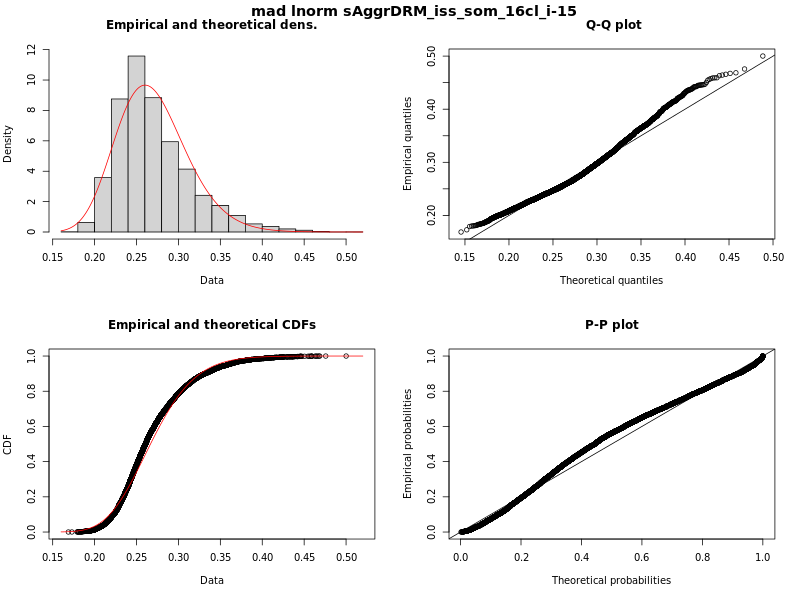 mad lnorm sAggrDRM_iss_som_16cl_i-15
Empirical and theoretical dens.
Density
0 2 4 6 8 10 12
0.15 0.20 0.25 0.30 0.35 0.40 0.45 0.50
Data
Q-Q plot
Empirical quantiles
0.20 0.30 0.40 0.50
0.15 0.20 0.25 0.30 0.35 0.40 0.45 0.50
Theoretical quantiles
Empirical and theoretical CDFs
CDF
0.0 0.2 0.4 0.6 0.8 1.0
0.15 0.20 0.25 0.30 0.35 0.40 0.45 0.50
Data
P-P plot
Empirical probabilities
0.0 0.2 0.4 0.6 0.8 1.0
0.0 0.2 0.4 0.6 0.8 1.0
Theoretical probabilities